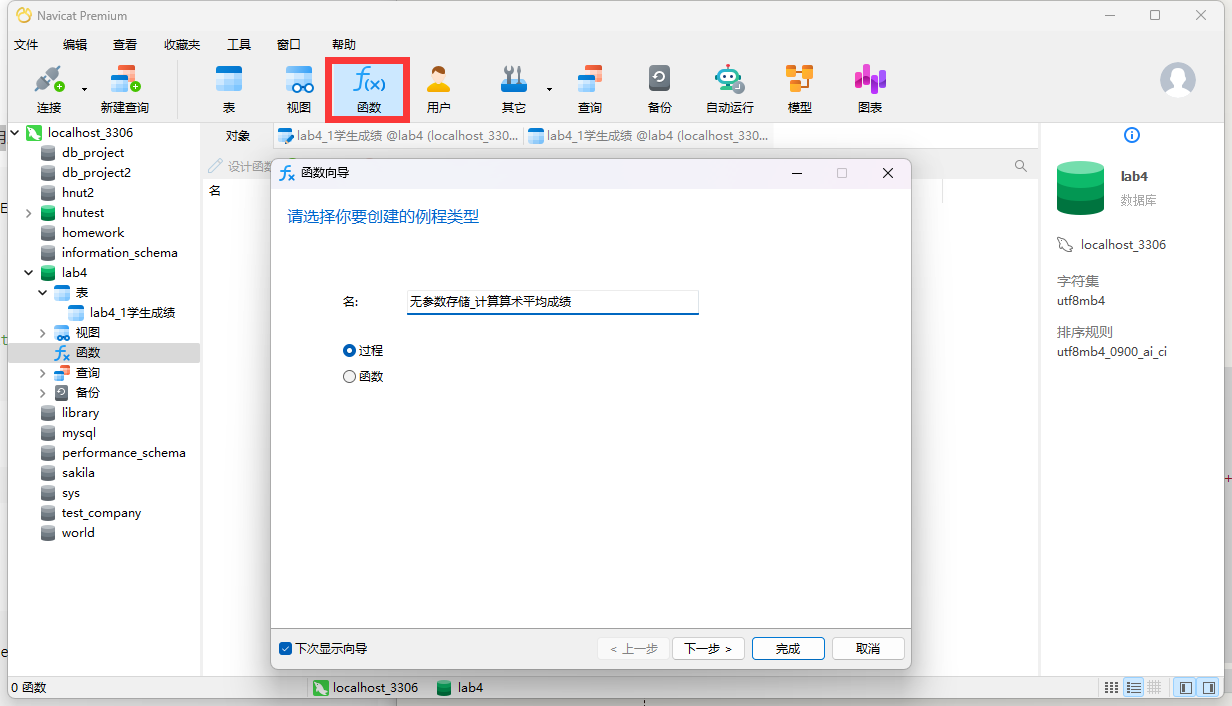 Navicat Premium
文件 编辑 查看 收藏夹 工具 窗口 帮助
连接 新建查询 表 视图 函数 用户 其它 查询 备份 自动运行 模型 图表
localhost_3306
db_project
db_project2
hnut2
hnutest
homework
information_schema
lab4
表
lab4_1学生成绩
视图
函数
查询
备份
library
mysql
performance_schema
sakila
sys
test_company
world
对象 lab4_1学生成绩 @lab4 (localhost_330... lab4_1学生成绩 @lab4 (localhost_330...
设计函数
名
函数向导
请选择你要创建的例程类型
名: 无参数存储_计算算术平均成绩
过程
函数
下次显示向导 < 上一步 下一步 > 完成 取消
lab4
数据库
localhost_3306
字符集
utf8mb4
排序规则
utf8mb4_0900_ai_ci
0 函数 localhost_3306 lab4